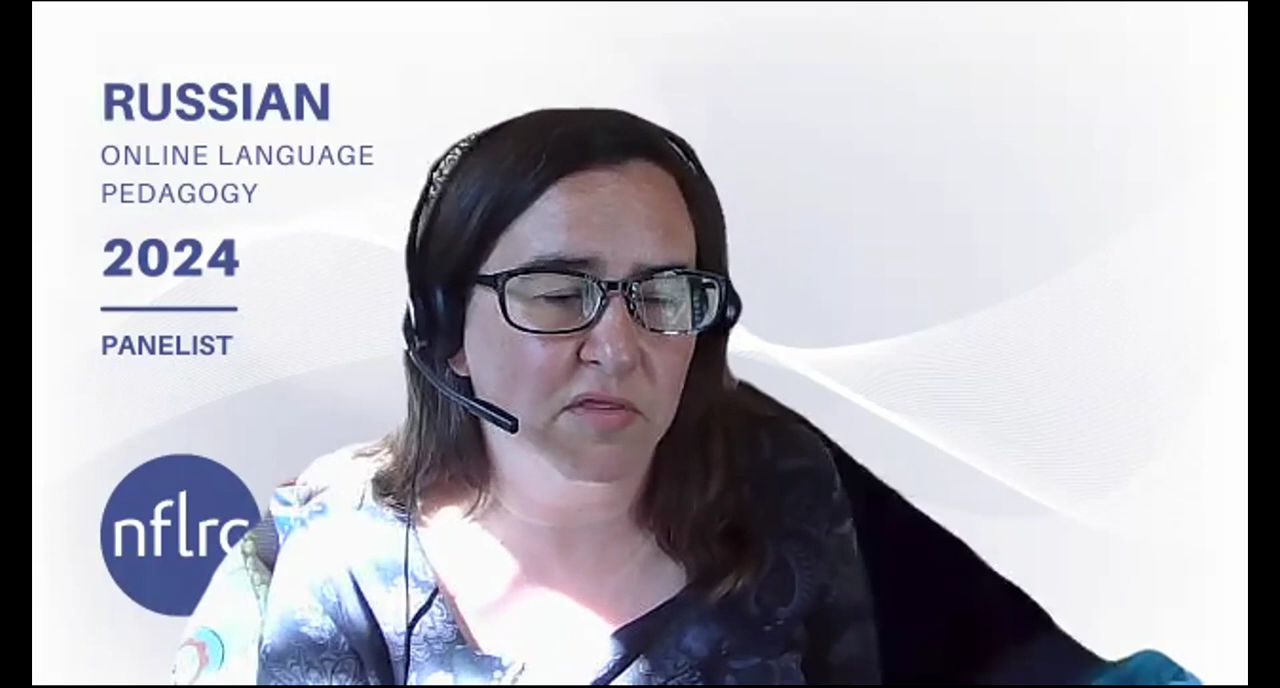 RUSSIAN
ONLINE LANGUAGE
PEDAGOGY
2024
PANELIST
nflrc